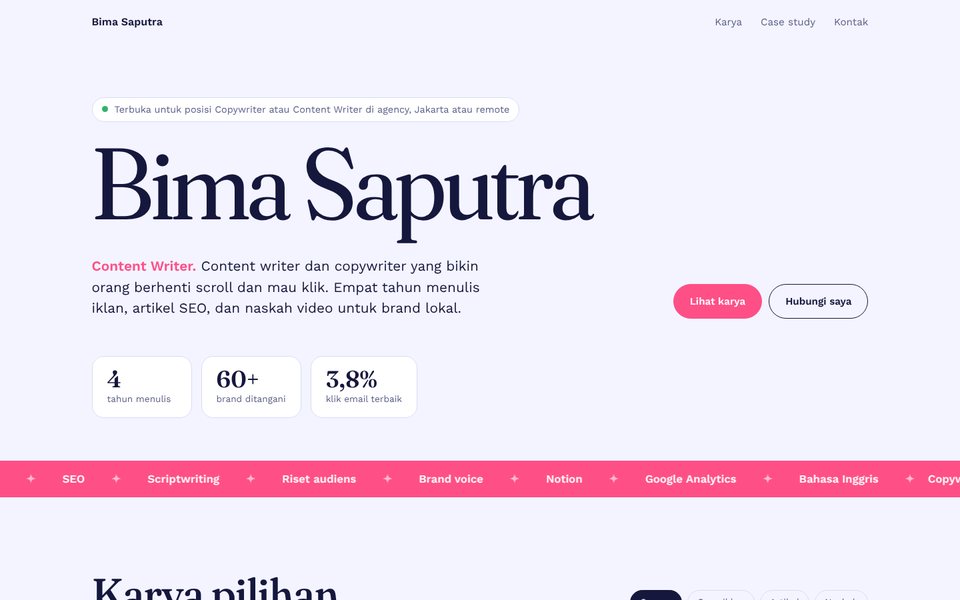 Bima Saputra
Karya Case study Kontak
Terbuka untuk posisi Copywriter atau Content Writer di agency, Jakarta atau remote
Bima Saputra
Content Writer. Content writer dan copywriter yang bikin
orang berhenti scroll dan mau klik. Empat tahun menulis
iklan, artikel SEO, dan naskah video untuk brand lokal.
Lihat karya Hubungi saya
4
tahun menulis
60+
brand ditangani
3,8%
klik email terbaik
SEO ✦ Scriptwriting ✦ Riset audiens ✦ Brand voice ✦ Notion ✦ Google Analytics ✦ Bahasa Inggris ✦ Copyw
Karya pilihan